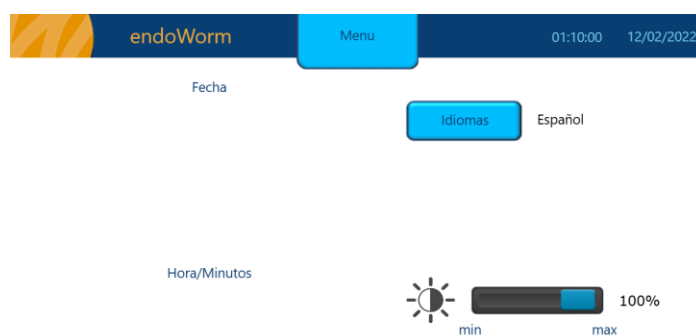 endoWorm
Menu
01:10:00 12/02/2022
Fecha
Idiomas
Español
Hora/Minutos
100%
min
max